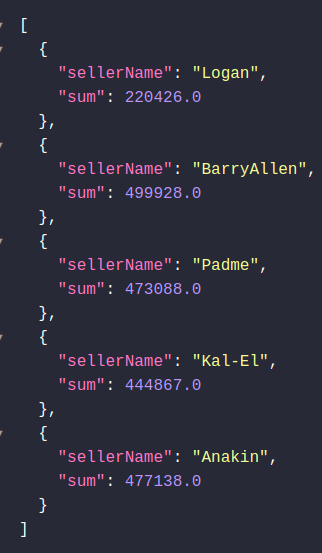 [
{
"sellerName": "Logan",
"sum": 220426.0
},
{
"sellerName": "BarryAllen",
"sum": 499928.0
},
{
"sellerName": "Padme",
"sum": 473088.0
},
{
"sellerName": "Kal-El",
"sum": 444867.0
},
{
"sellerName": "Anakin",
"sum": 477138.0
}
]